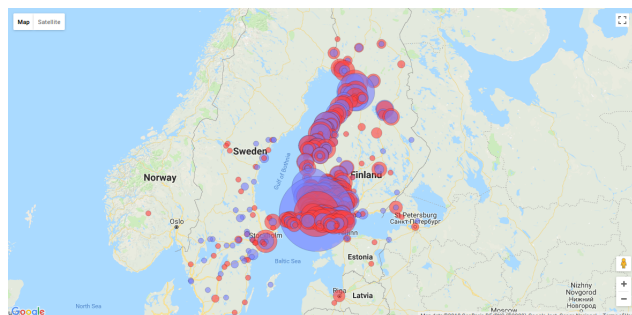 Map Satellite
Sweden
Gulf of Bothnia
Norway
Finland
Oslo
St Petersburg
Санкт-Петербург
Stockholm
Estonia
Baltic Sea
Riga
Latvia
Nizhny
Novgorod
Нижний
Новгород
North Sea
Moscow
Google